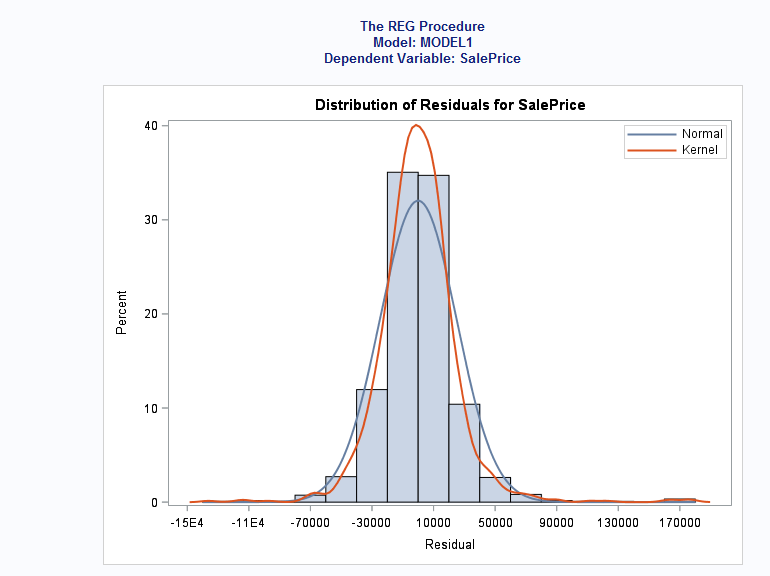 The REG Procedure
Model: MODEL1
Dependent Variable: SalePrice
Distribution of Residuals for SalePrice
Normal
Kernel
40
30
20
10
0
Percent
-15E4 -11E4 -70000 -30000 10000 50000 90000 130000 170000
Residual